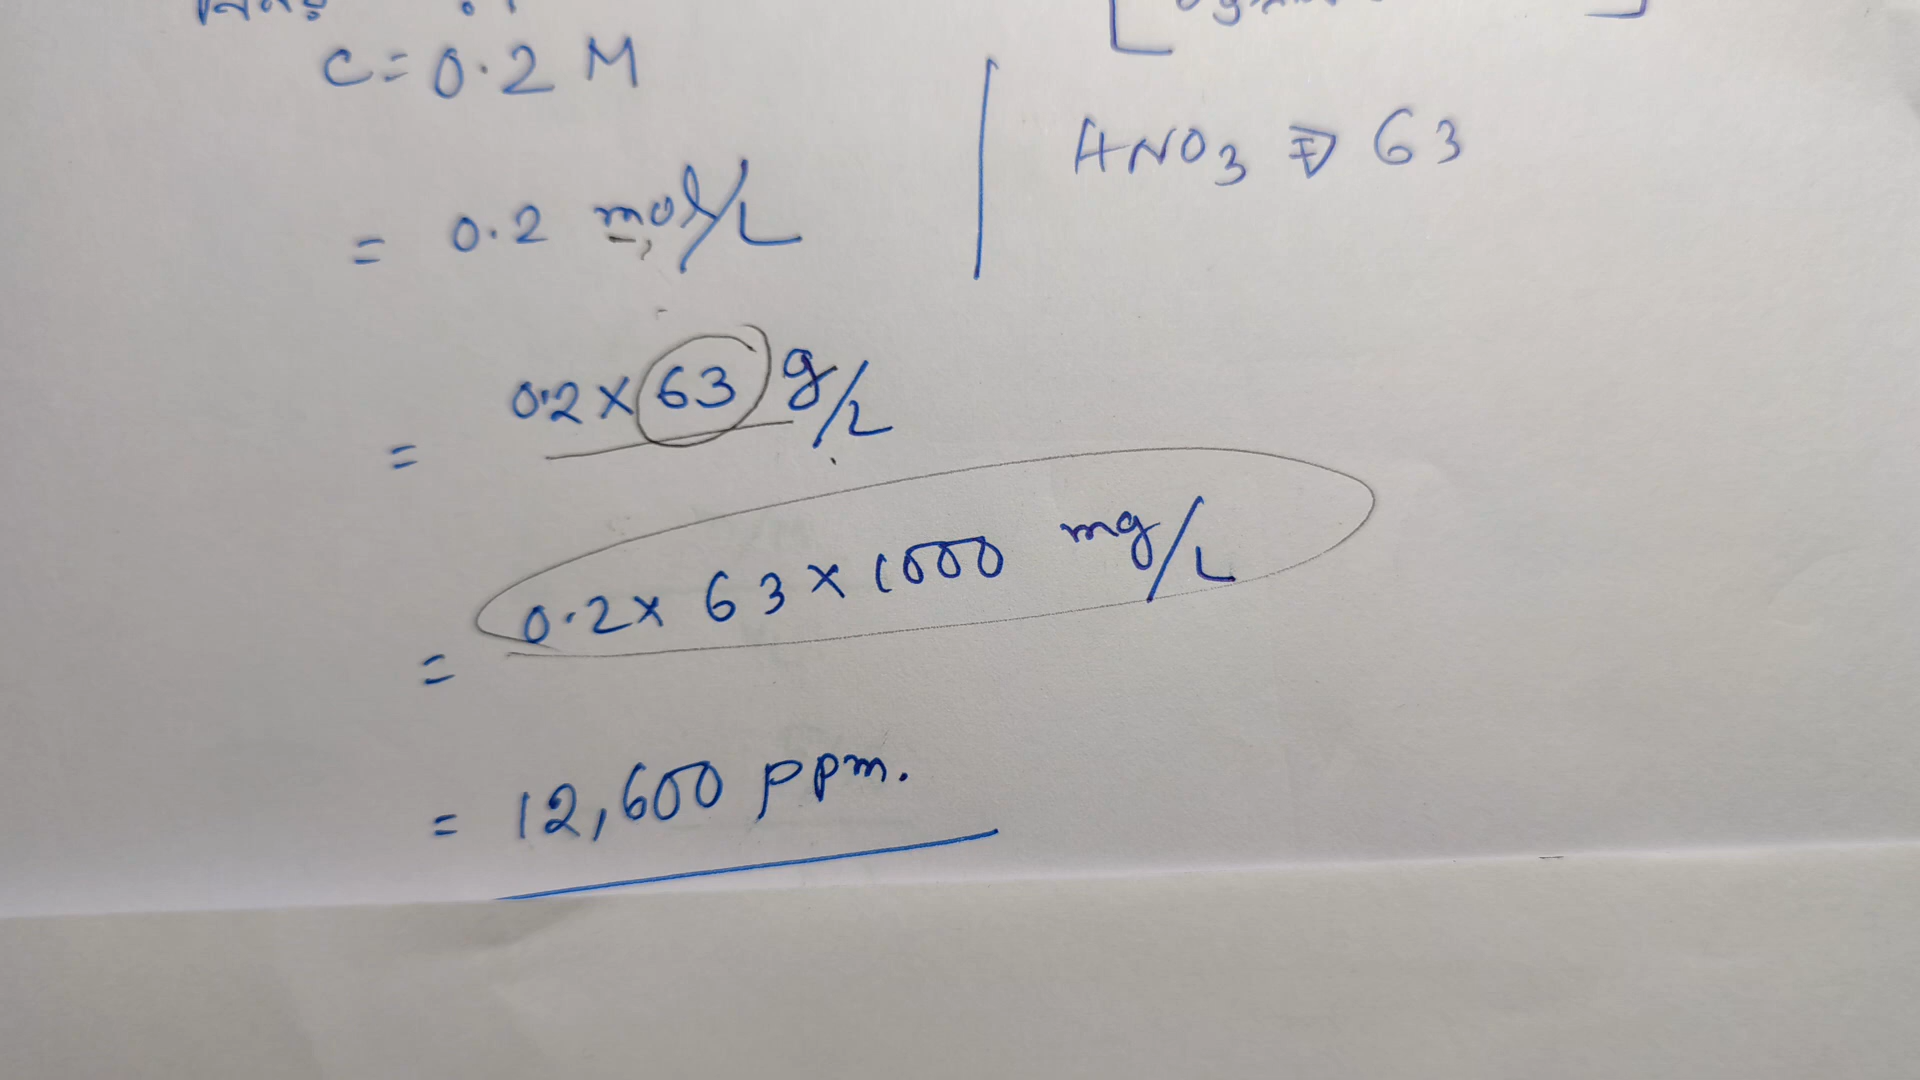 C = 0.2 M
= 0.2 mol/L
HNO3 ⇒ 63
= 0.2 x 63 g/L
= 0.2 x 63 x 1000 mg/L
= 12,600 ppm.